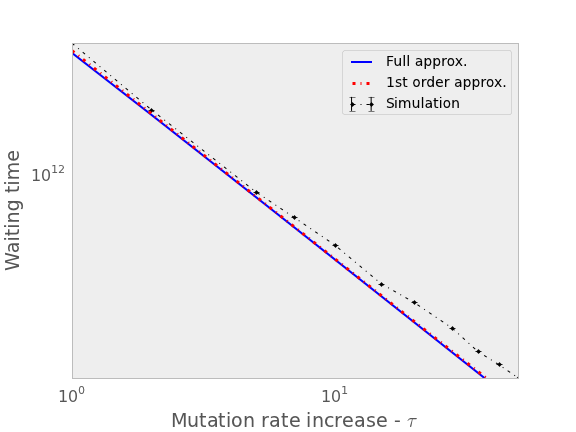 Full approx.
1st order approx.
Simulation
Waiting time
10^12
10^0
10^1
Mutation rate increase - τ